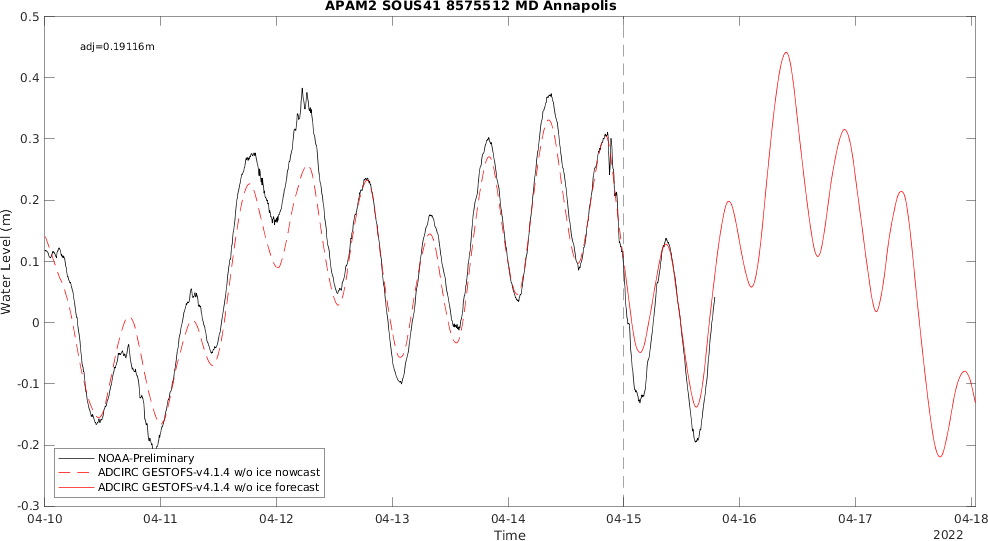 APAM2 SOUS41 8575512 MD Annapolis
0.5
adj=0.19116m
0.4
0.3
0.2
0.1
0
-0.1
-0.2
-0.3
Water Level (m)
NOAA-Preliminary
ADCIRC GESTOFS-v4.1.4 w/o ice nowcast
ADCIRC GESTOFS-v4.1.4 w/o ice forecast
04-10 04-11 04-12 04-13 04-14 04-15 04-16 04-17 04-18
Time
2022